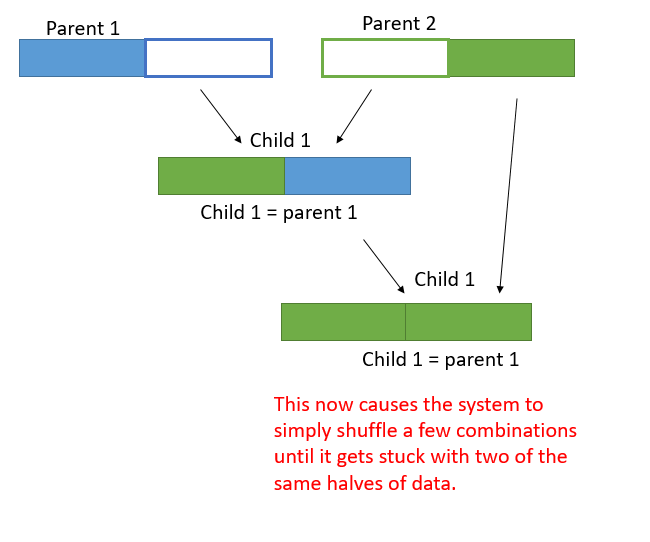 Parent 1
Parent 2
Child 1
Child 1 = parent 1
Child 1
Child 1 = parent 1
This now causes the system to
simply shuffle a few combinations
until it gets stuck with two of the
same halves of data.